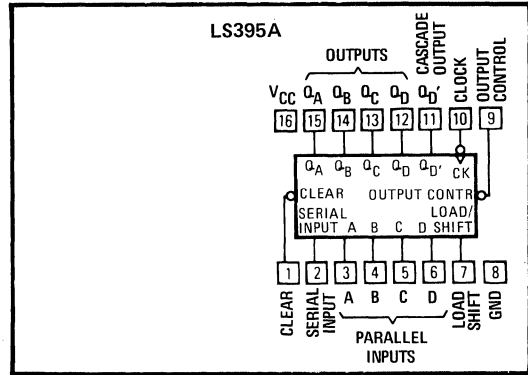 LS395A
OUTPUTS
CASCADE
OUTPUT
CLOCK
OUTPUT
CONTROL
VCC QA QB QC QD QD'
16 15 14 13 12 11 10 9
QA QB QC QD QD' CK
CLEAR OUTPUT CONTR
SERIAL LOAD/
INPUT A B C D SHIFT
1 2 3 4 5 6 7 8
CLEAR
SERIAL
INPUT
A B C D
LOAD
SHIFT
GND
PARALLEL
INPUTS